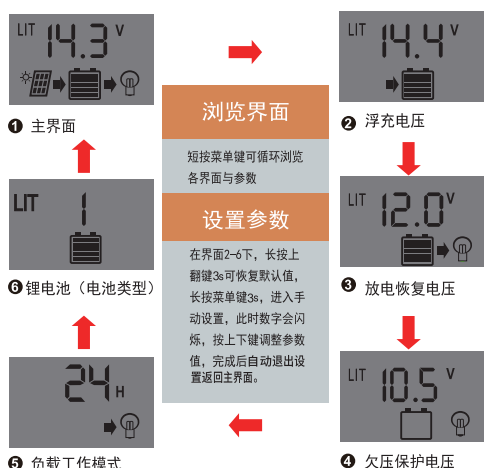 LIT 14.3 V
❶ 主界面
LIT 14.4 V
❷ 浮充电压
LIT 12.0 V
❸ 放电恢复电压
LIT 10.5 V
❹ 欠压保护电压
24 H
❺ 负载工作模式
LIT 1
❻ 锂电池（电池类型）
浏览界面
短按菜单键可循环浏览
各界面与参数
设置参数
在界面2-6下，长按上
翻键3s可恢复默认值，
长按菜单键3s，进入手
动设置，此时数字会闪
烁，按上下键调整参数
值，完成后自动退出设
置返回主界面。